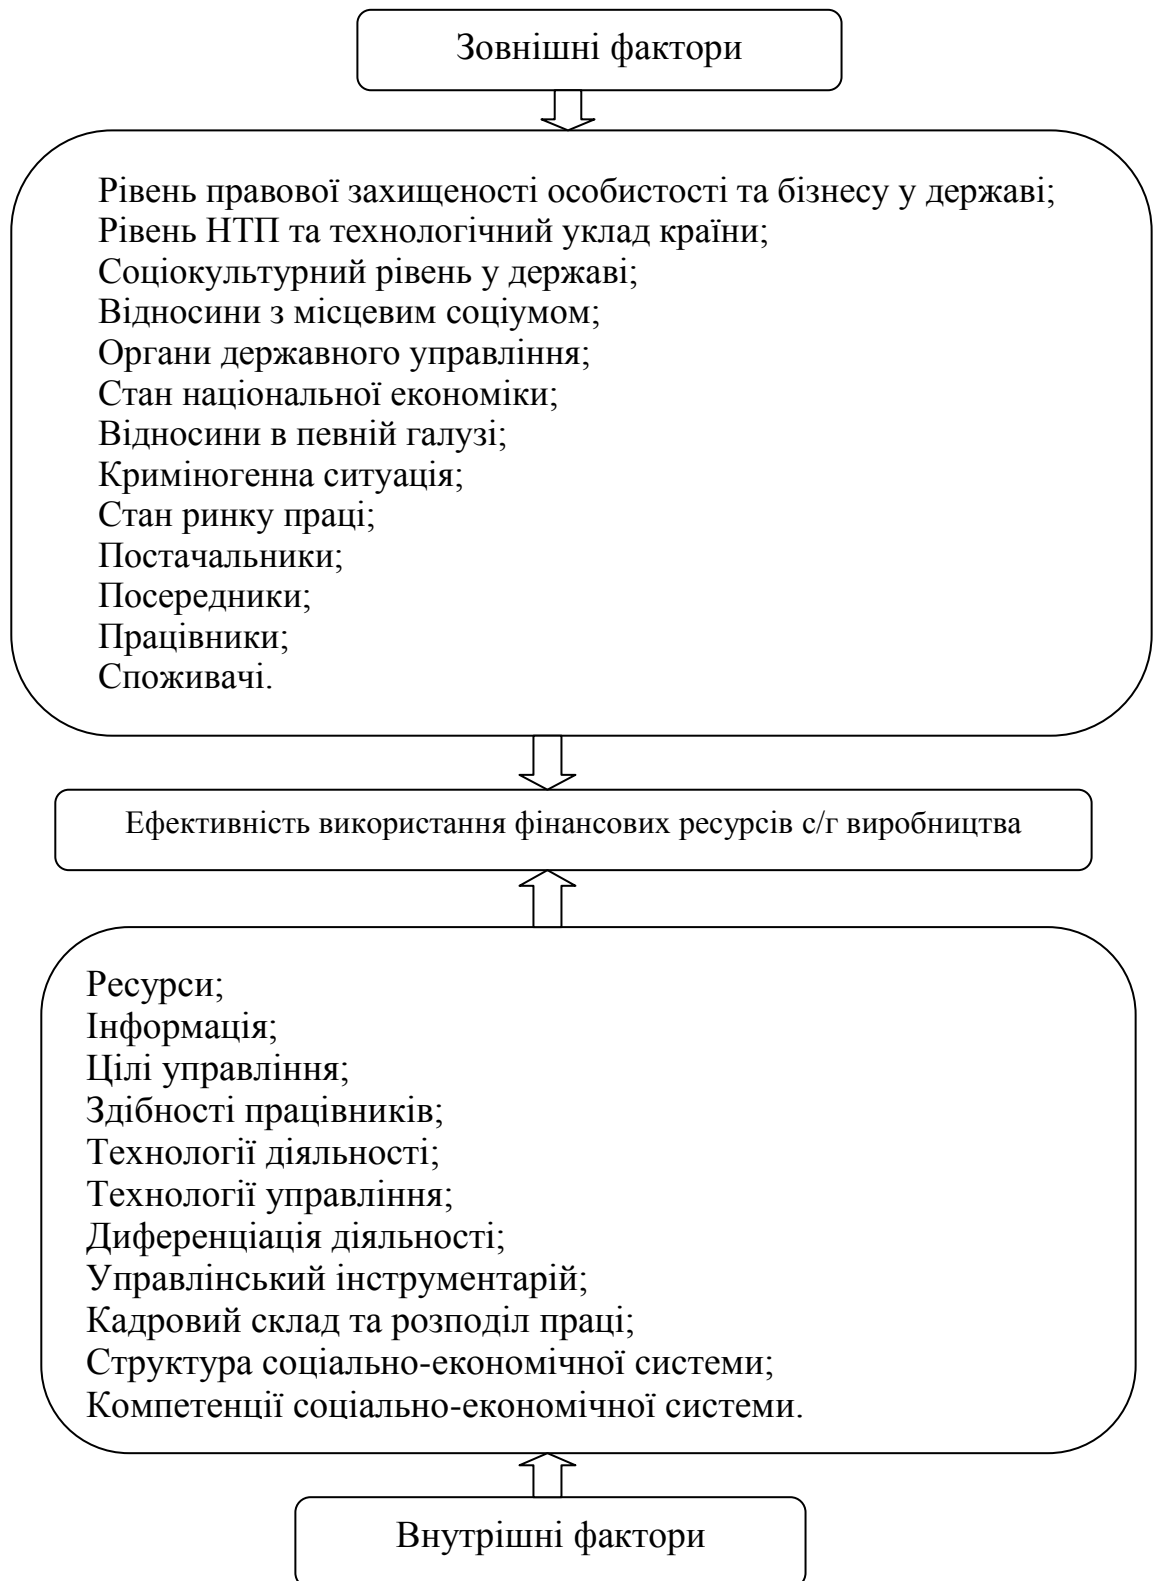 Зовнішні фактори
Рівень правової захищеності особистості та бізнесу у державі;
Рівень НТП та технологічний уклад країни;
Соціокультурний рівень у державі;
Відносини з місцевим соціумом;
Органи державного управління;
Стан національної економіки;
Відносини в певній галузі;
Криміногенна ситуація;
Стан ринку праці;
Постачальники;
Посередники;
Працівники;
Споживачі.
Ефективність використання фінансових ресурсів с/г виробництва
Ресурси;
Інформація;
Цілі управління;
Здібності працівників;
Технології діяльності;
Технології управління;
Диференціація діяльності;
Управлінський інструментарій;
Кадровий склад та розподіл праці;
Структура соціально-економічної системи;
Компетенції соціально-економічної системи.
Внутрішні фактори